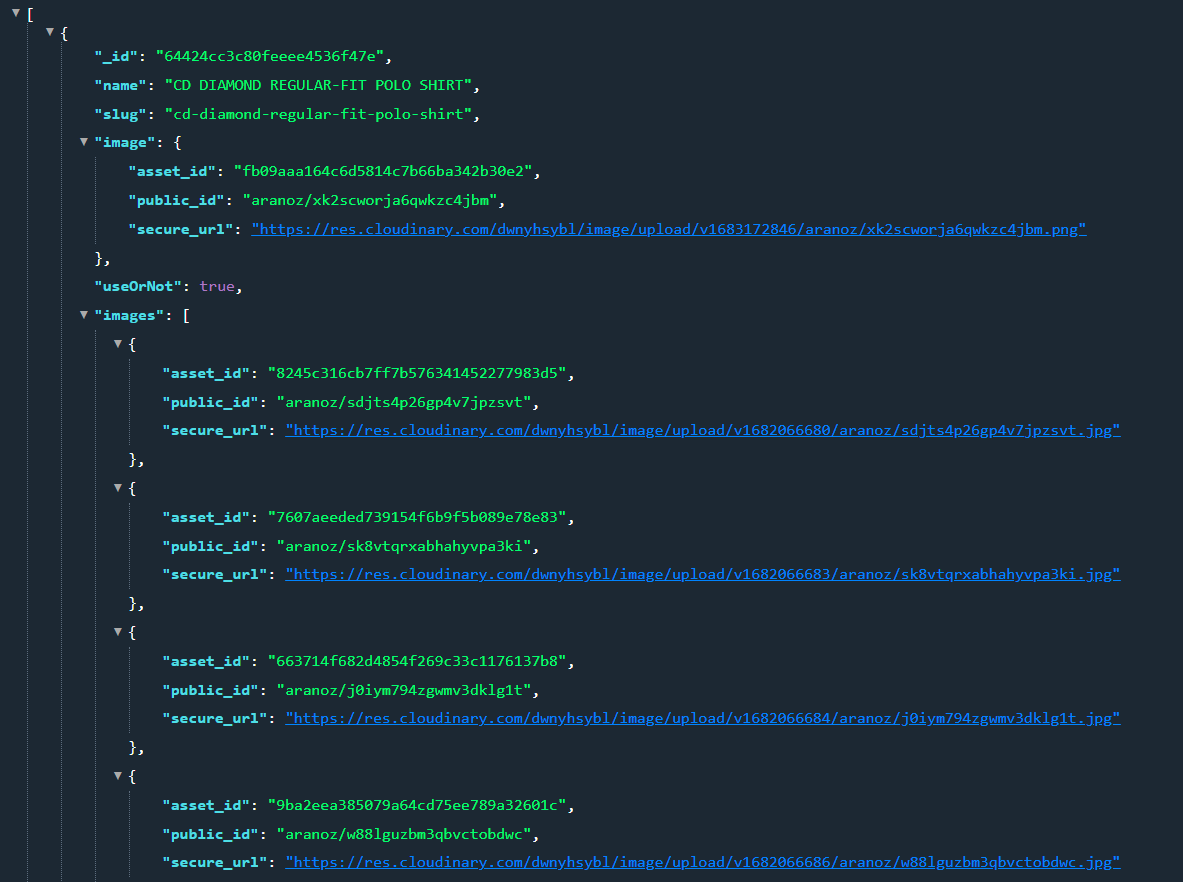 [
{
"_id": "64424cc3c80feeee4536f47e",
"name": "CD DIAMOND REGULAR-FIT POLO SHIRT",
"slug": "cd-diamond-regular-fit-polo-shirt",
"image": {
"asset_id": "fb09aaa164c6d5814c7b66ba342b30e2",
"public_id": "aranoz/xk2scworja6qwkzc4jbm",
"secure_url": "https://res.cloudinary.com/dwnyhsybl/image/upload/v1683172846/aranoz/xk2scworja6qwkzc4jbm.png"
},
"useOrNot": true,
"images": [
{
"asset_id": "8245c316cb7ff7b576341452277983d5",
"public_id": "aranoz/sdjts4p26gp4v7jpzsvt",
"secure_url": "https://res.cloudinary.com/dwnyhsybl/image/upload/v1682066680/aranoz/sdjts4p26gp4v7jpzsvt.jpg"
},
{
"asset_id": "7607aeeded739154f6b9f5b089e78e83",
"public_id": "aranoz/sk8vtqrxabhahyvpa3ki",
"secure_url": "https://res.cloudinary.com/dwnyhsybl/image/upload/v1682066683/aranoz/sk8vtqrxabhahyvpa3ki.jpg"
},
{
"asset_id": "663714f682d4854f269c33c1176137b8",
"public_id": "aranoz/j0iym794zgwmv3dklg1t",
"secure_url": "https://res.cloudinary.com/dwnyhsybl/image/upload/v1682066684/aranoz/j0iym794zgwmv3dklg1t.jpg"
},
{
"asset_id": "9ba2eea385079a64cd75ee789a32601c",
"public_id": "aranoz/w88lguzbm3qbvctobdwc",
"secure_url": "https://res.cloudinary.com/dwnyhsybl/image/upload/v1682066686/aranoz/w88lguzbm3qbvctobdwc.jpg"